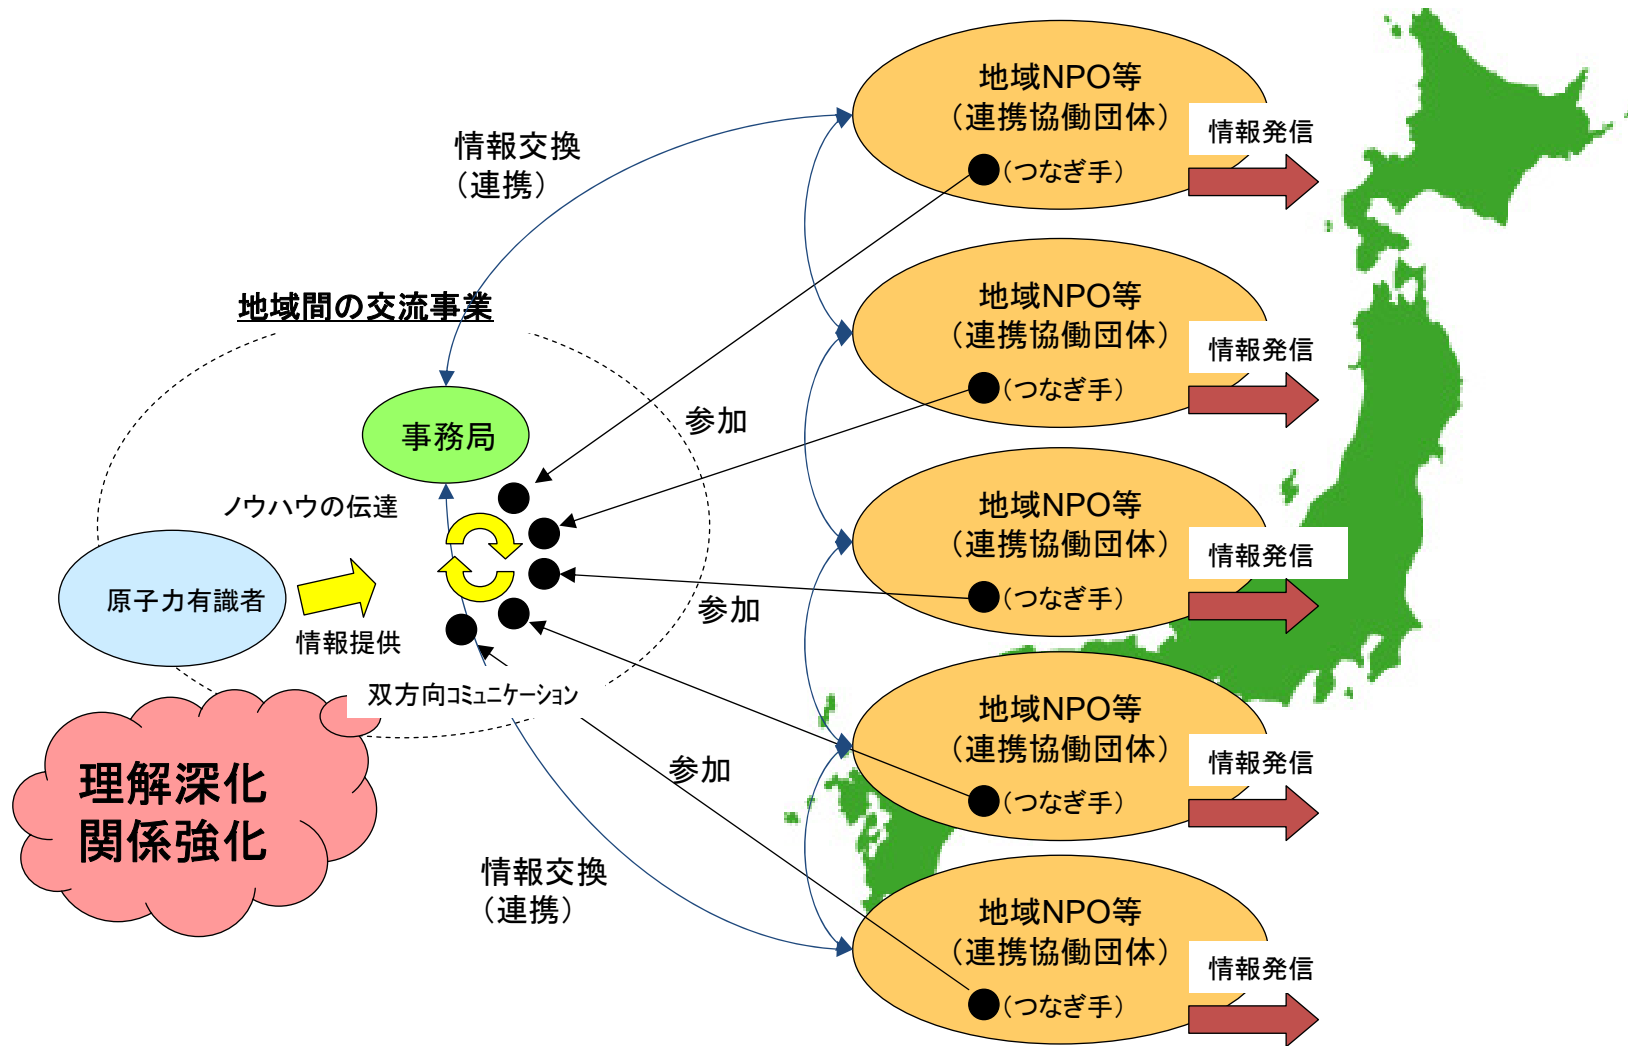 地域NPO等
（連携協働団体）
(つなぎ手）
情報発信
情報交換
（連携）
地域間の交流事業
地域NPO等
（連携協働団体）
(つなぎ手）
情報発信
参加
事務局
ノウハウの伝達
地域NPO等
（連携協働団体）
(つなぎ手）
情報発信
原子力有識者
情報提供
参加
双方向ｺﾐｭﾆｹｰｼｮﾝ
地域NPO等
（連携協働団体）
(つなぎ手）
情報発信
参加
理解深化
関係強化
情報交換
（連携）
地域NPO等
（連携協働団体）
(つなぎ手）
情報発信